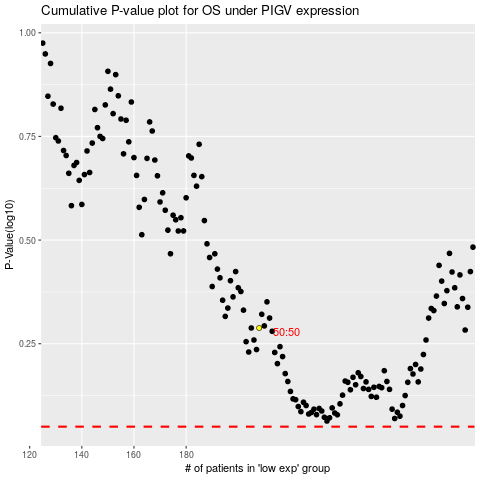 Cumulative P-value plot for OS under PIGV expression
1.00
0.75
0.50
0.25
P-Value(log10)
50:50
120 140 160 180
# of patients in 'low exp' group